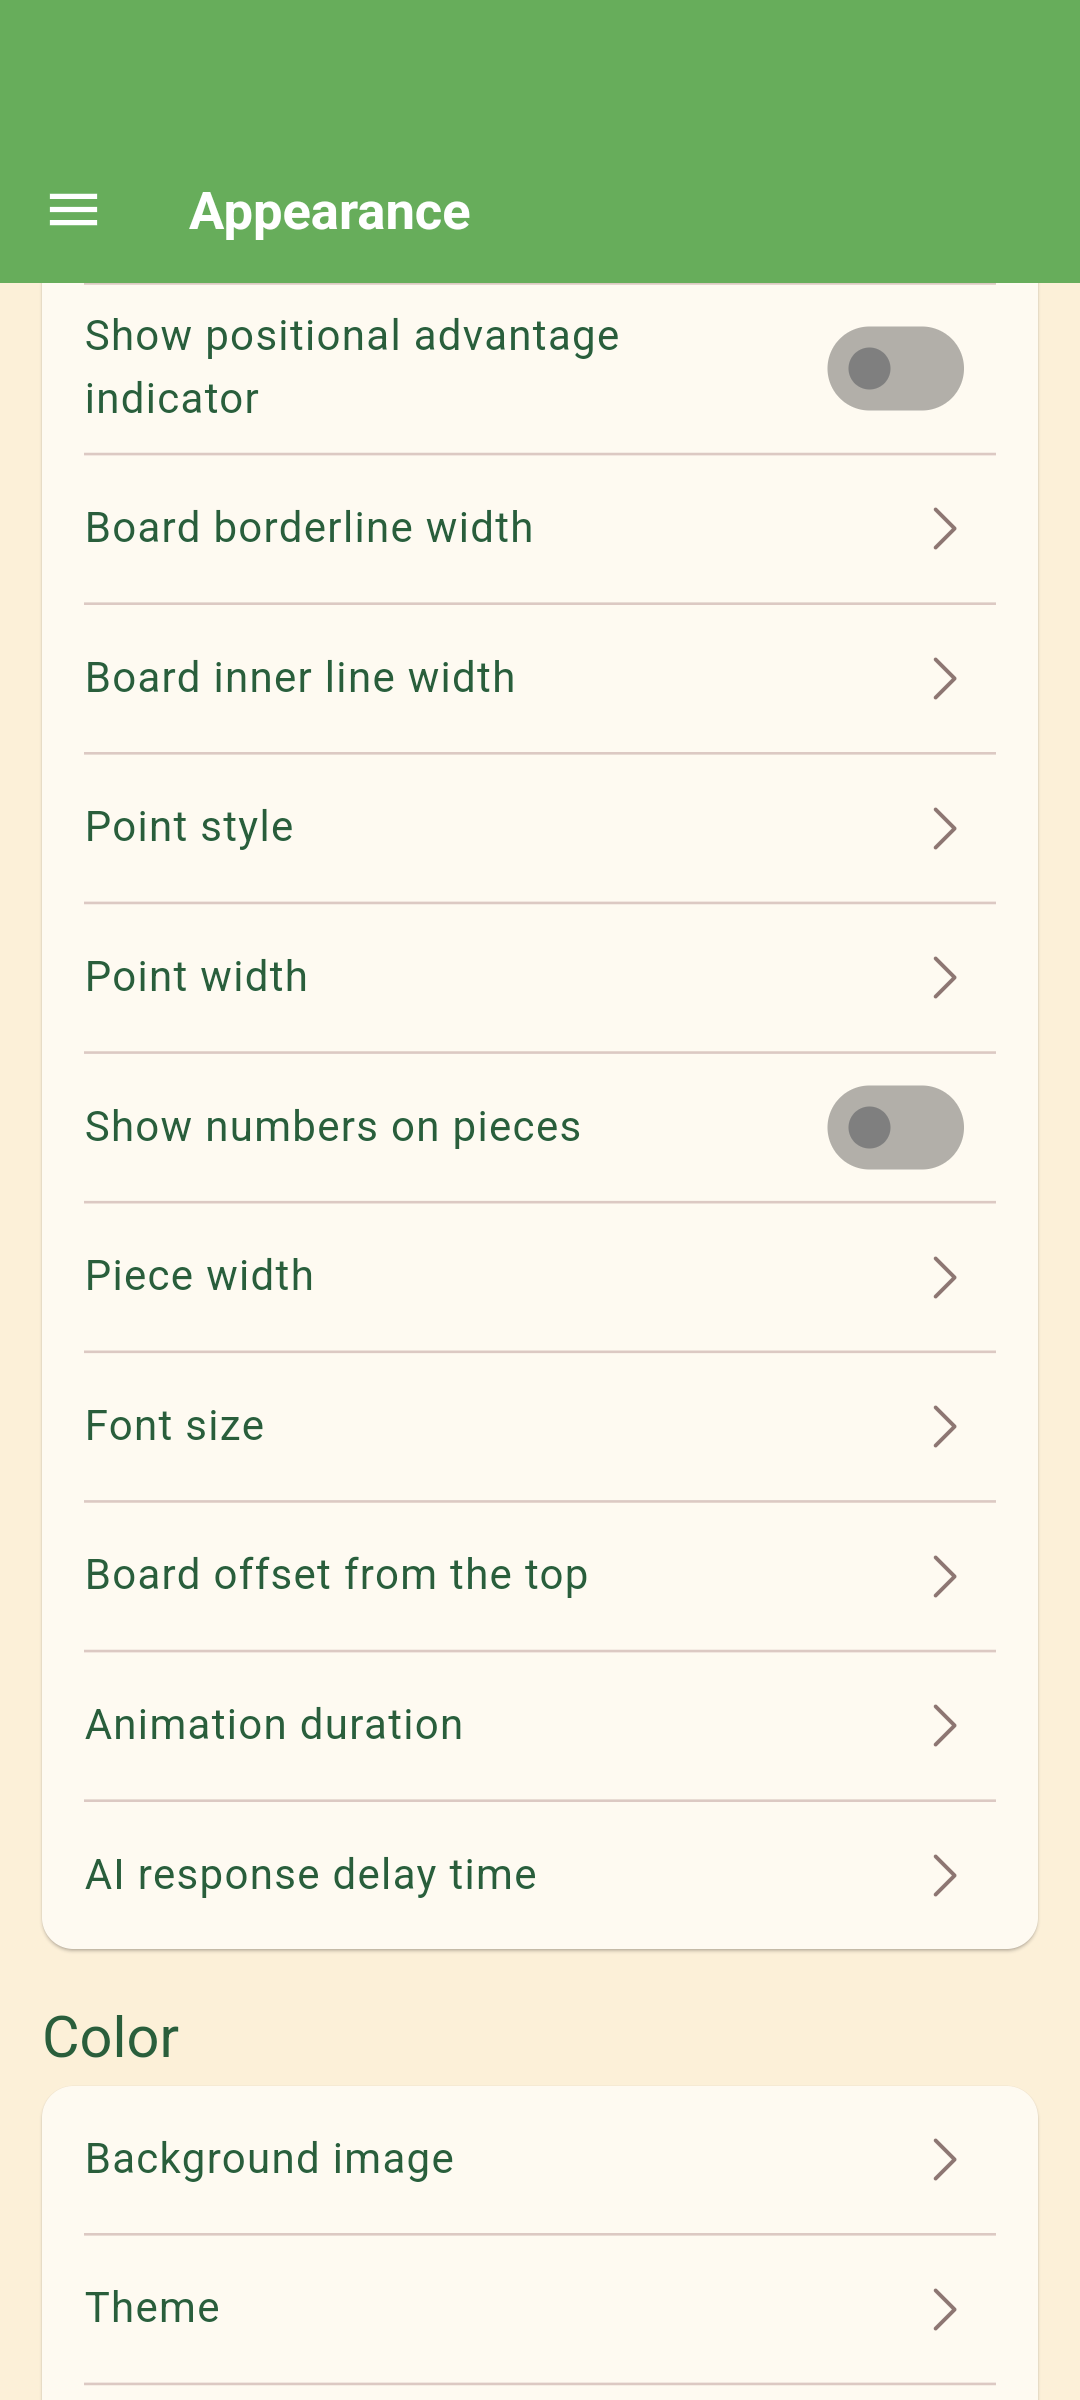 Appearance
Show positional advantage
indicator
Board borderline width
Board inner line width
Point style
Point width
Show numbers on pieces
Piece width
Font size
Board offset from the top
Animation duration
AI response delay time
Color
Background image
Theme